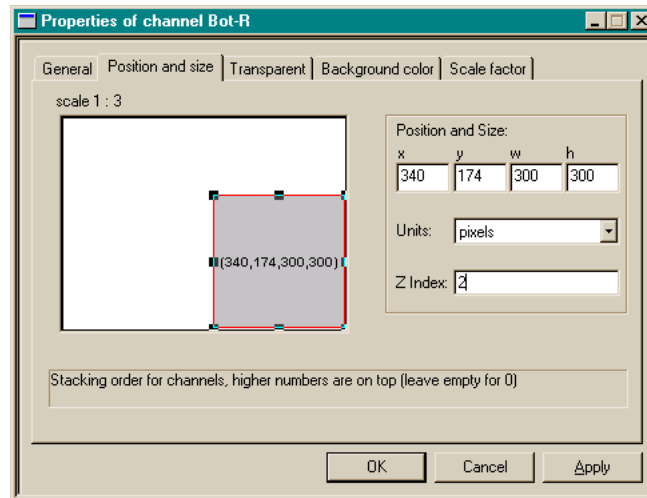 Properties of channel Bot-R
General Position and size Transparent Background color Scale factor
scale 1 : 3
Position and Size:
x y w h
340 174 300 300
(340,174,300,300)
Units: pixels
Z Index: 2
Stacking order for channels, higher numbers are on top (leave empty for 0)
OK Cancel Apply